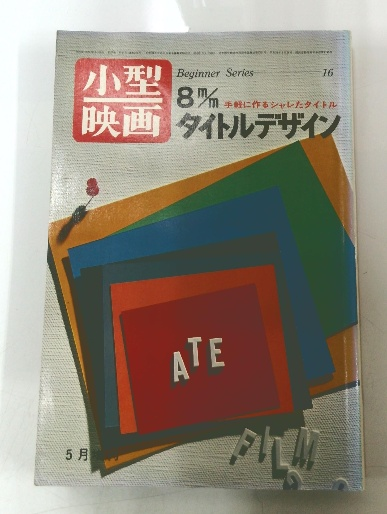 小型
映画
Beginner Series 16
8m/m 手軽に作るシャレたタイトル
タイトルデザイン
ATE
FILM
5月